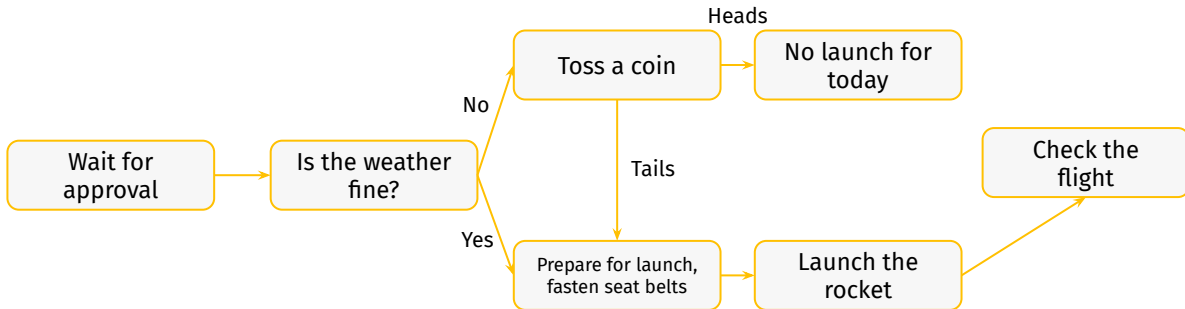 Heads
Toss a coin
No launch for
today
No
Wait for
approval
Is the weather
fine?
Tails
Check the
flight
Yes
Prepare for launch,
fasten seat belts
Launch the
rocket